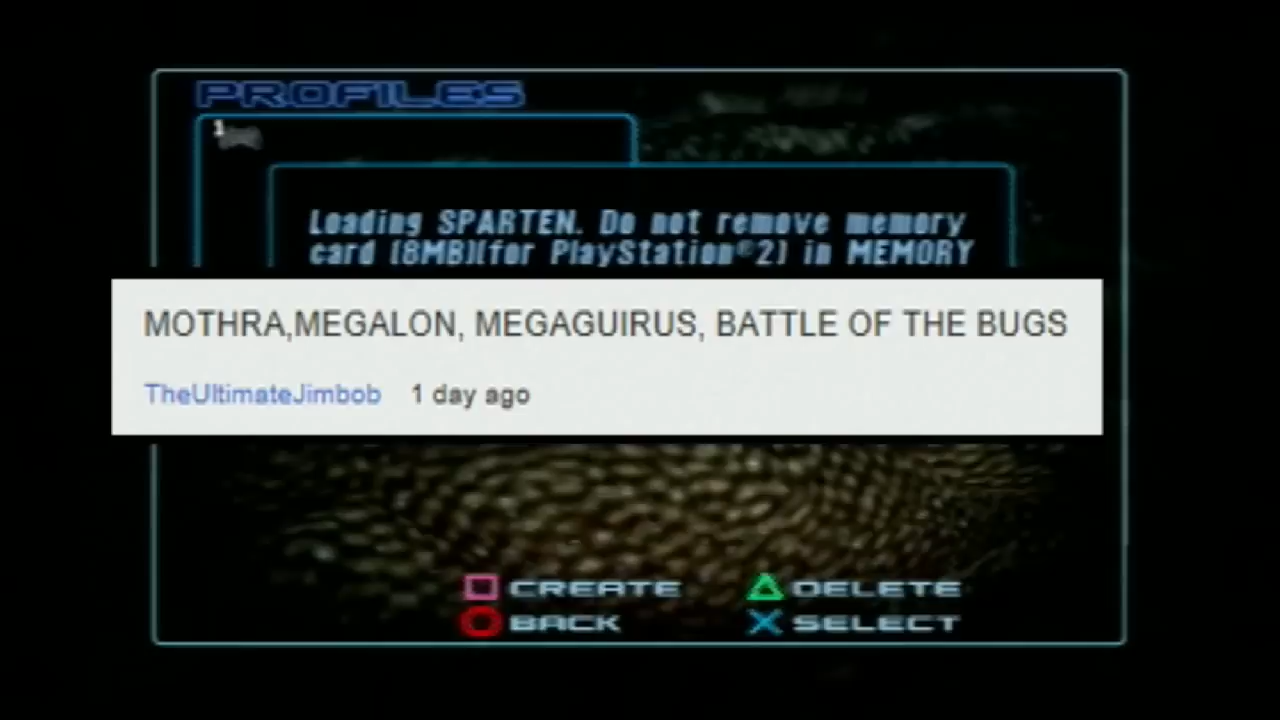 PROFILES
1
Loading SPARTEN. Do not remove memory
card (8MB)(for PlayStation®2) in MEMORY
MOTHRA,MEGALON, MEGAGUIRUS, BATTLE OF THE BUGS
TheUltimateJimbob 1 day ago
CREATE DELETE
BACK SELECT